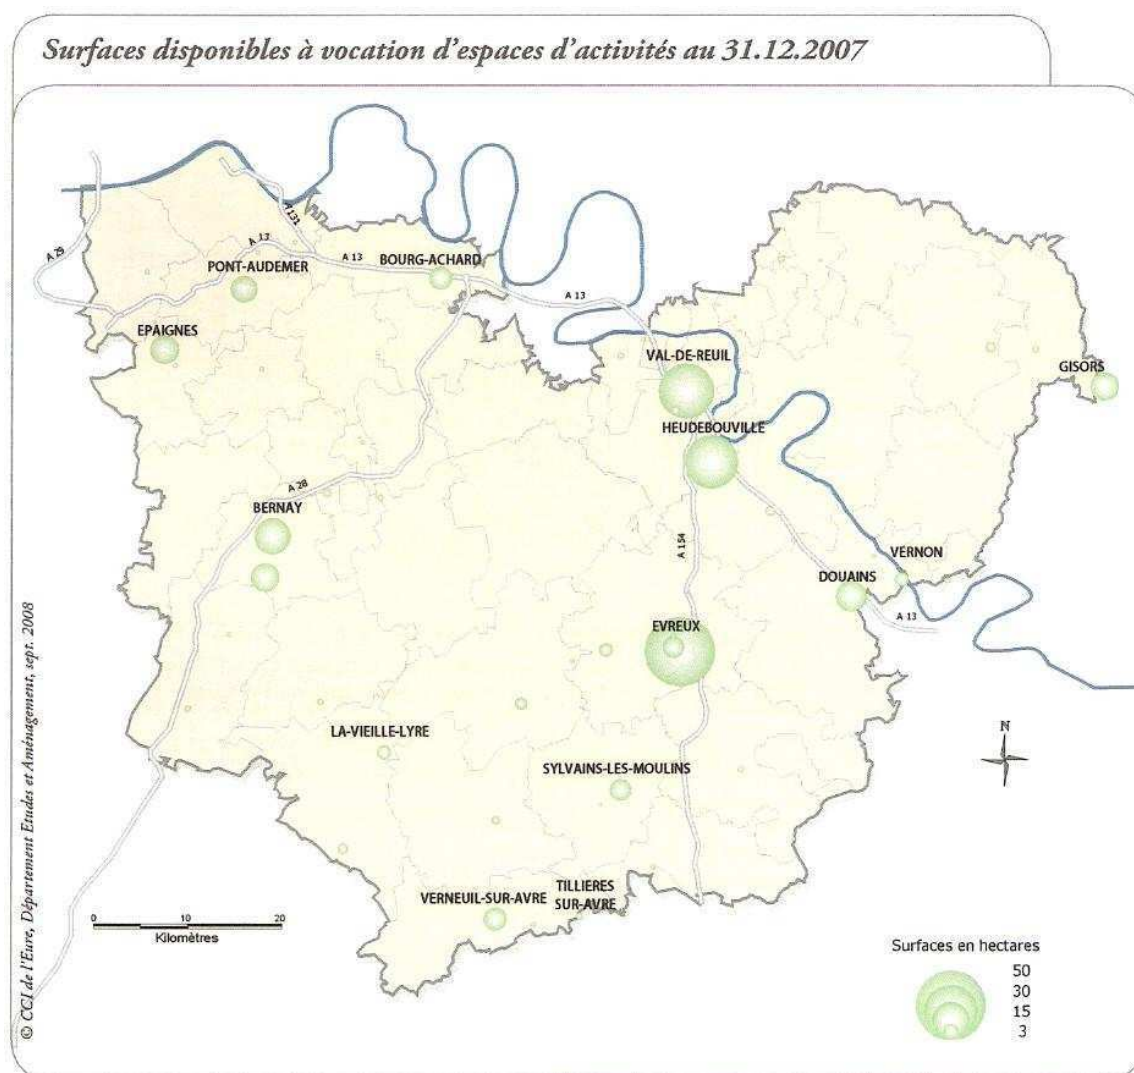 Surfaces disponibles à vocation d'espaces d'activités au 31.12.2007
A 29
A 13
A131
A 13
BOURG-ACHARD
PONT-AUDEMER
A 13
EPAIGNES
VAL-DE-REUIL
GISORS
HEUDEBOUVILLE
A 28
BERNAY
A 154
VERNON
DOUAINS
A 13
EVREUX
LA-VIEILLE-LYRE
SYLVAINS-LES-MOULINS
N
VERNEUIL-SUR-AVRE
TILLIERES
SUR-AVRE
0 10 20
Kilomètres
Surfaces en hectares
50
30
15
3
© CCI de l'Eure, Département Etudes et Aménagement, sept. 2008